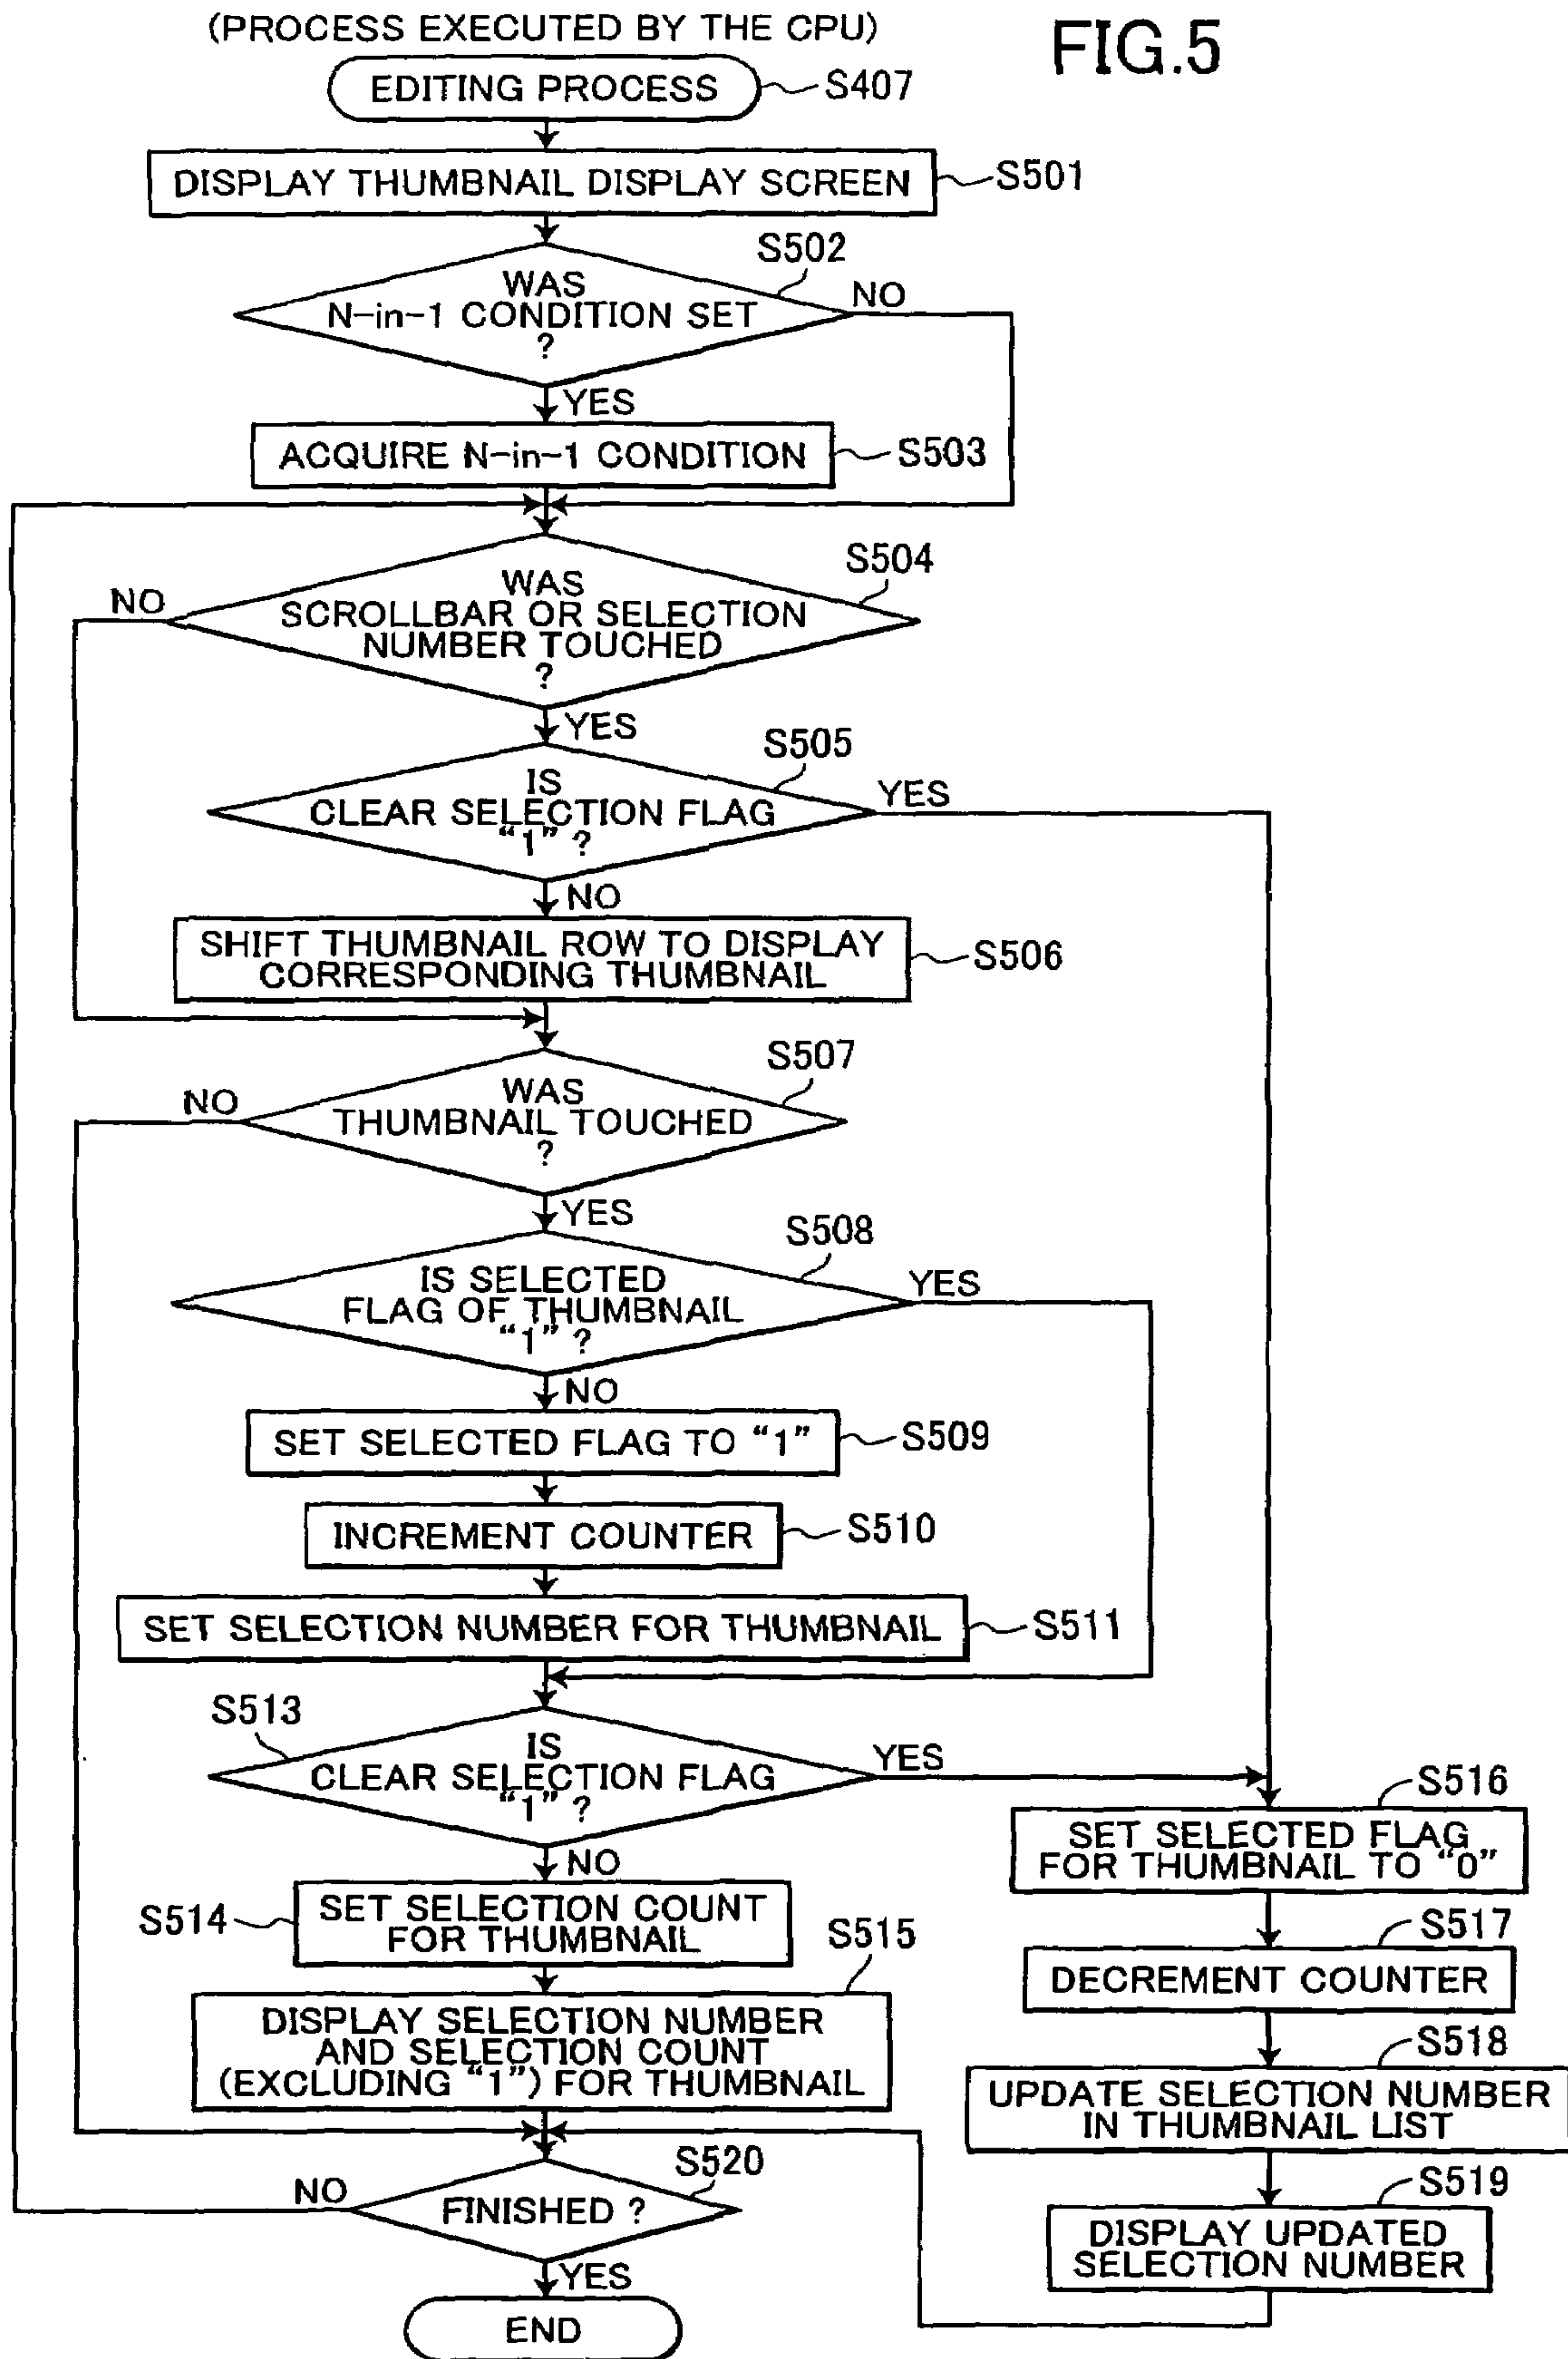 (PROCESS EXECUTED BY THE CPU)
FIG.5
EDITING PROCESS
S407
DISPLAY THUMBNAIL DISPLAY SCREEN
S501
S502
WAS
N-in-1 CONDITION SET
?
NO
YES
ACQUIRE N-in-1 CONDITION
S503
S504
WAS
SCROLLBAR OR SELECTION
NUMBER TOUCHED
?
NO
YES
S505
IS
CLEAR SELECTION FLAG
“1” ?
YES
NO
SHIFT THUMBNAIL ROW TO DISPLAY
CORRESPONDING THUMBNAIL
S506
S507
WAS
THUMBNAIL TOUCHED
?
NO
YES
S508
IS SELECTED
FLAG OF THUMBNAIL
“1” ?
YES
NO
SET SELECTED FLAG TO “1”
S509
INCREMENT COUNTER
S510
SET SELECTION NUMBER FOR THUMBNAIL
S511
S513
IS
CLEAR SELECTION FLAG
“1” ?
YES
NO
S514
SET SELECTION COUNT
FOR THUMBNAIL
S515
DISPLAY SELECTION NUMBER
AND SELECTION COUNT
(EXCLUDING “1”) FOR THUMBNAIL
S516
SET SELECTED FLAG
FOR THUMBNAIL TO “0”
S517
DECREMENT COUNTER
S518
UPDATE SELECTION NUMBER
IN THUMBNAIL LIST
S519
DISPLAY UPDATED
SELECTION NUMBER
S520
FINISHED ?
NO
YES
END